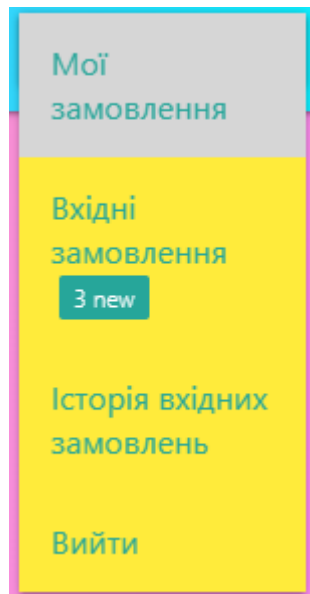 Мої
замовлення
Вхідні
замовлення
3 new
Історія вхідних
замовлень
Вийти